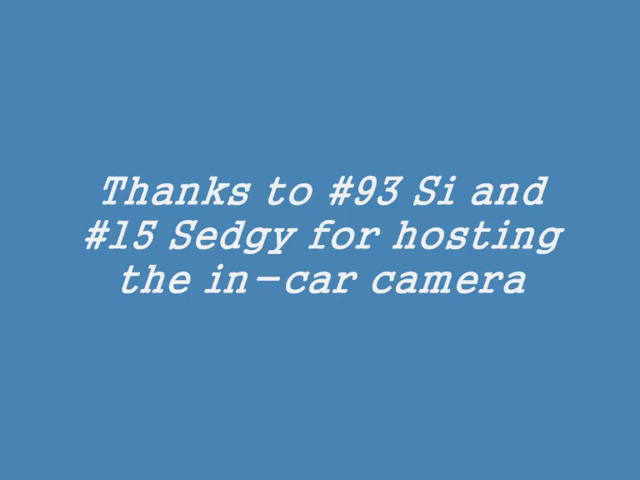 Thanks to #93 Si and
#15 Sedgy for hosting
the in-car camera